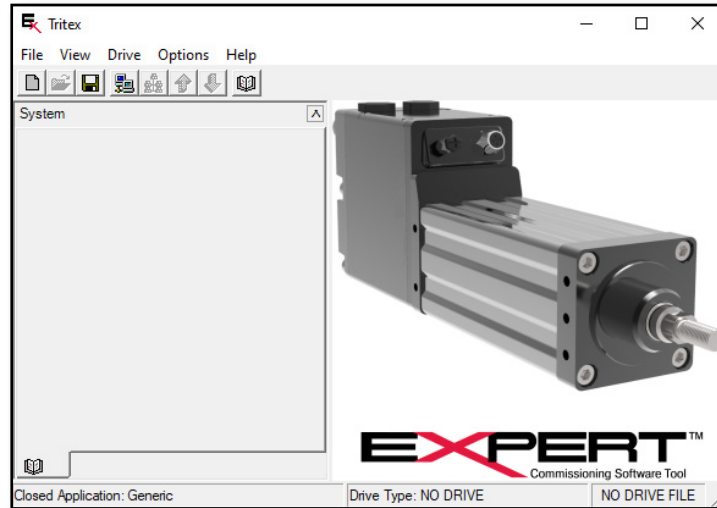 Tritex
File View Drive Options Help
System
EXPERT™
Commissioning Software Tool
Closed Application: Generic
Drive Type: NO DRIVE
NO DRIVE FILE